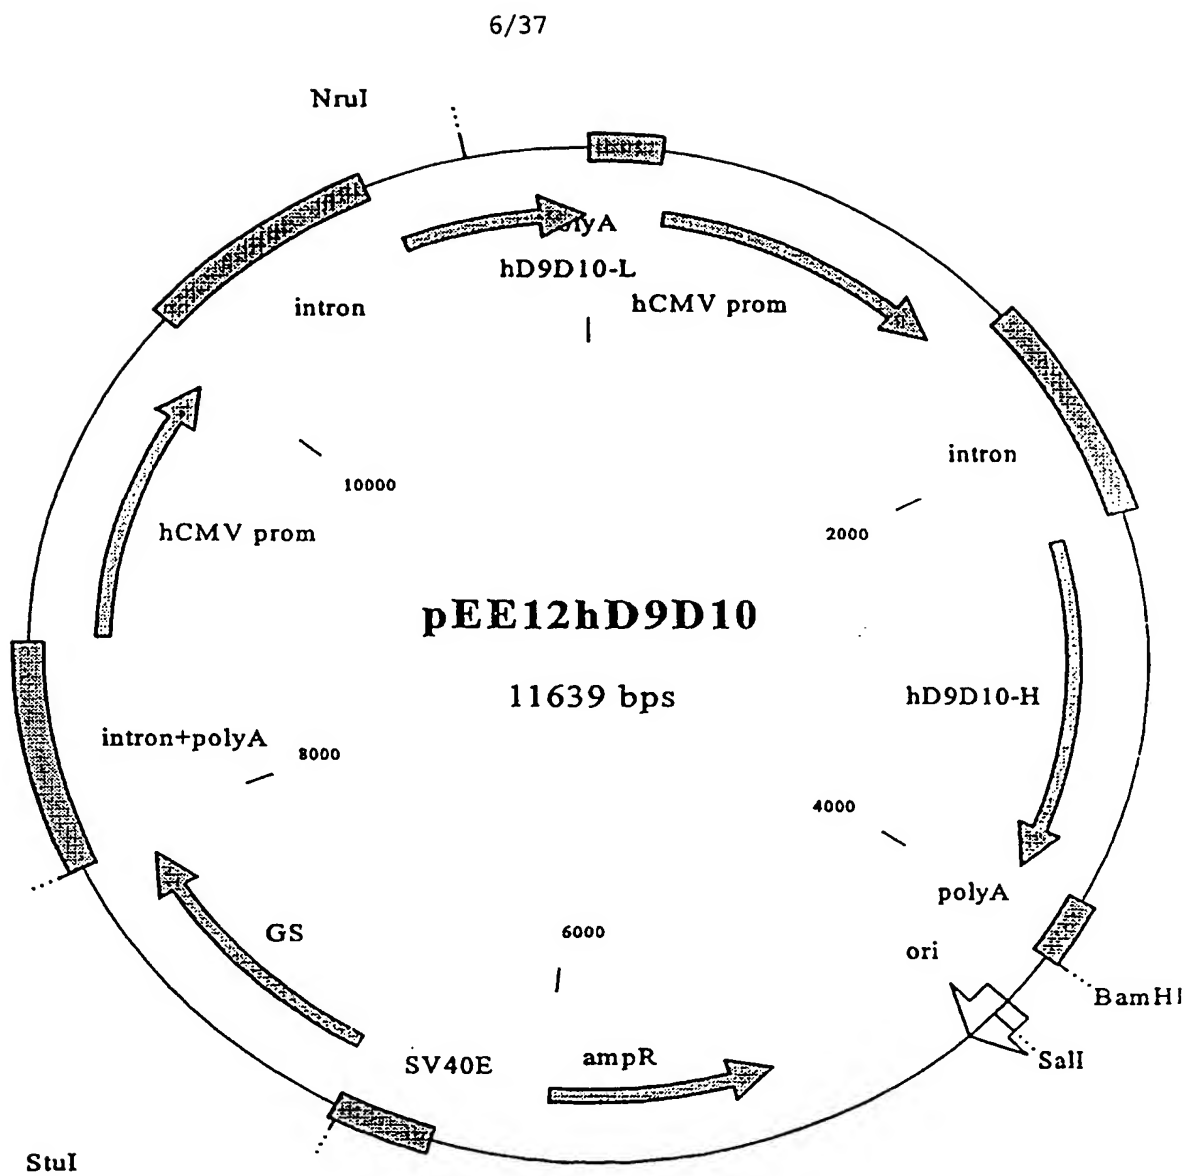 6/37
NruI
polyA
hD9D10-L
hCMV prom
intron
intron
10000
2000
hCMV prom
pEE12hD9D10
11639 bps
hD9D10-H
intron+polyA
8000
4000
polyA
GS
6000
ori
BamHI
SalI
SV40E
ampR
StuI